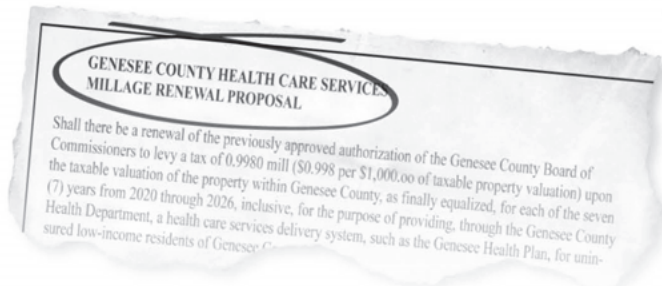 GENESEE COUNTY HEALTH CARE SERVICES
MILLAGE RENEWAL PROPOSAL
Shall there be a renewal of the previously approved authorization of the Genesee County Board of
Commissioners to levy a tax of 0.9980 mill ($0.998 per $1,000.oo of taxable property valuation) upon
the taxable valuation of the property within Genesee County, as finally equalized, for each of the seven
(7) years from 2020 through 2026, inclusive, for the purpose of providing, through the Genesee County
Health Department, a health care services delivery system, such as the Genesee Health Plan, for unin-
sured low-income residents of Genesee